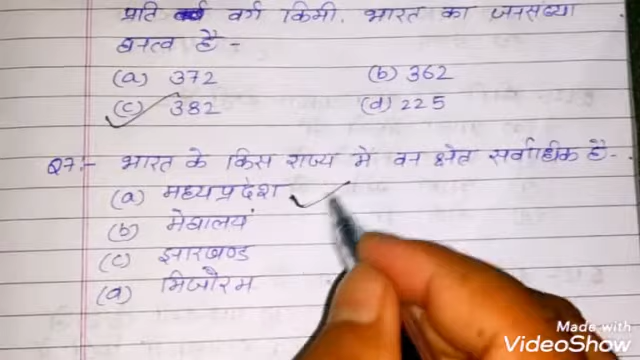 प्रति वर्ग किमी. भारत का जनसंख्या
घनत्व है -
(a) 372 (b) 362
(c) 382 (d) 225
Q7:- भारत के किस राज्य में वन क्षेत्र सर्वाधिक है -
(a) मध्यप्रदेश
(b) मेघालय
(c) झारखण्ड
(d) मिजोरम
Made with
VideoShow